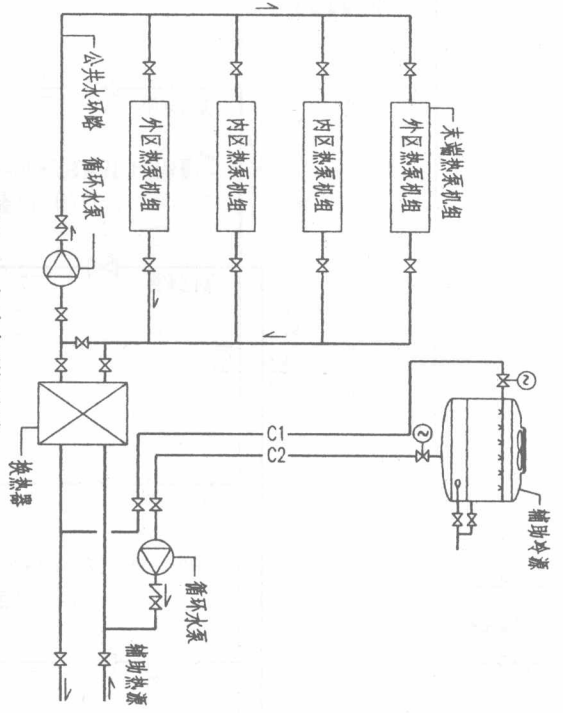 公共水环路
循环水泵
外区热泵机组
内区热泵机组
内区热泵机组
外区热泵机组
末端热泵机组
C1
C2
换热器
循环水泵
辅助热源
辅助冷源